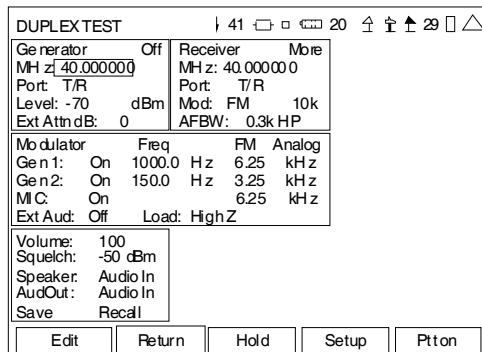 DUPLEX TEST 41 20 29
Generator Off
MHz: 40.000000
Port: T/R
Level: -70 dBm
Ext Attn dB: 0
Receiver More
MHz: 40.000000
Port: T/R
Mod: FM 10k
AFBW: 0.3k HP
Modulator Freq FM Analog
Gen 1: On 1000.0 Hz 6.25 kHz
Gen 2: On 150.0 Hz 3.25 kHz
MIC: On 6.25 kHz
Ext Aud: Off Load: High Z
Volume: 100
Squelch: -50 dBm
Speaker: Audio In
AudOut: Audio In
Save Recall
Edit Return Hold Setup Ptt on